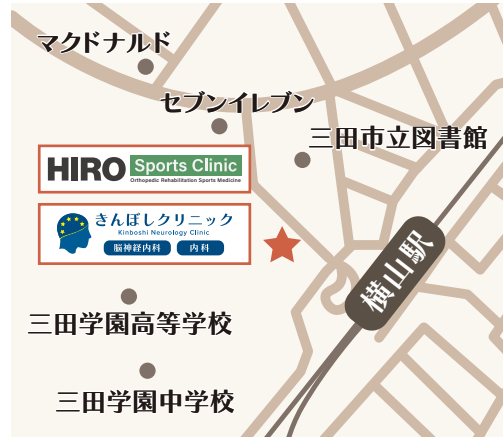 マクドナルド
セブンイレブン
三田市立図書館
HIRO Sports Clinic
Orthopedic Rehabilitation Sports Medicine
きんぼしクリニック
Kinboshi Neurology Clinic
脳神経内科 内科
横山駅
三田学園高等学校
三田学園中学校